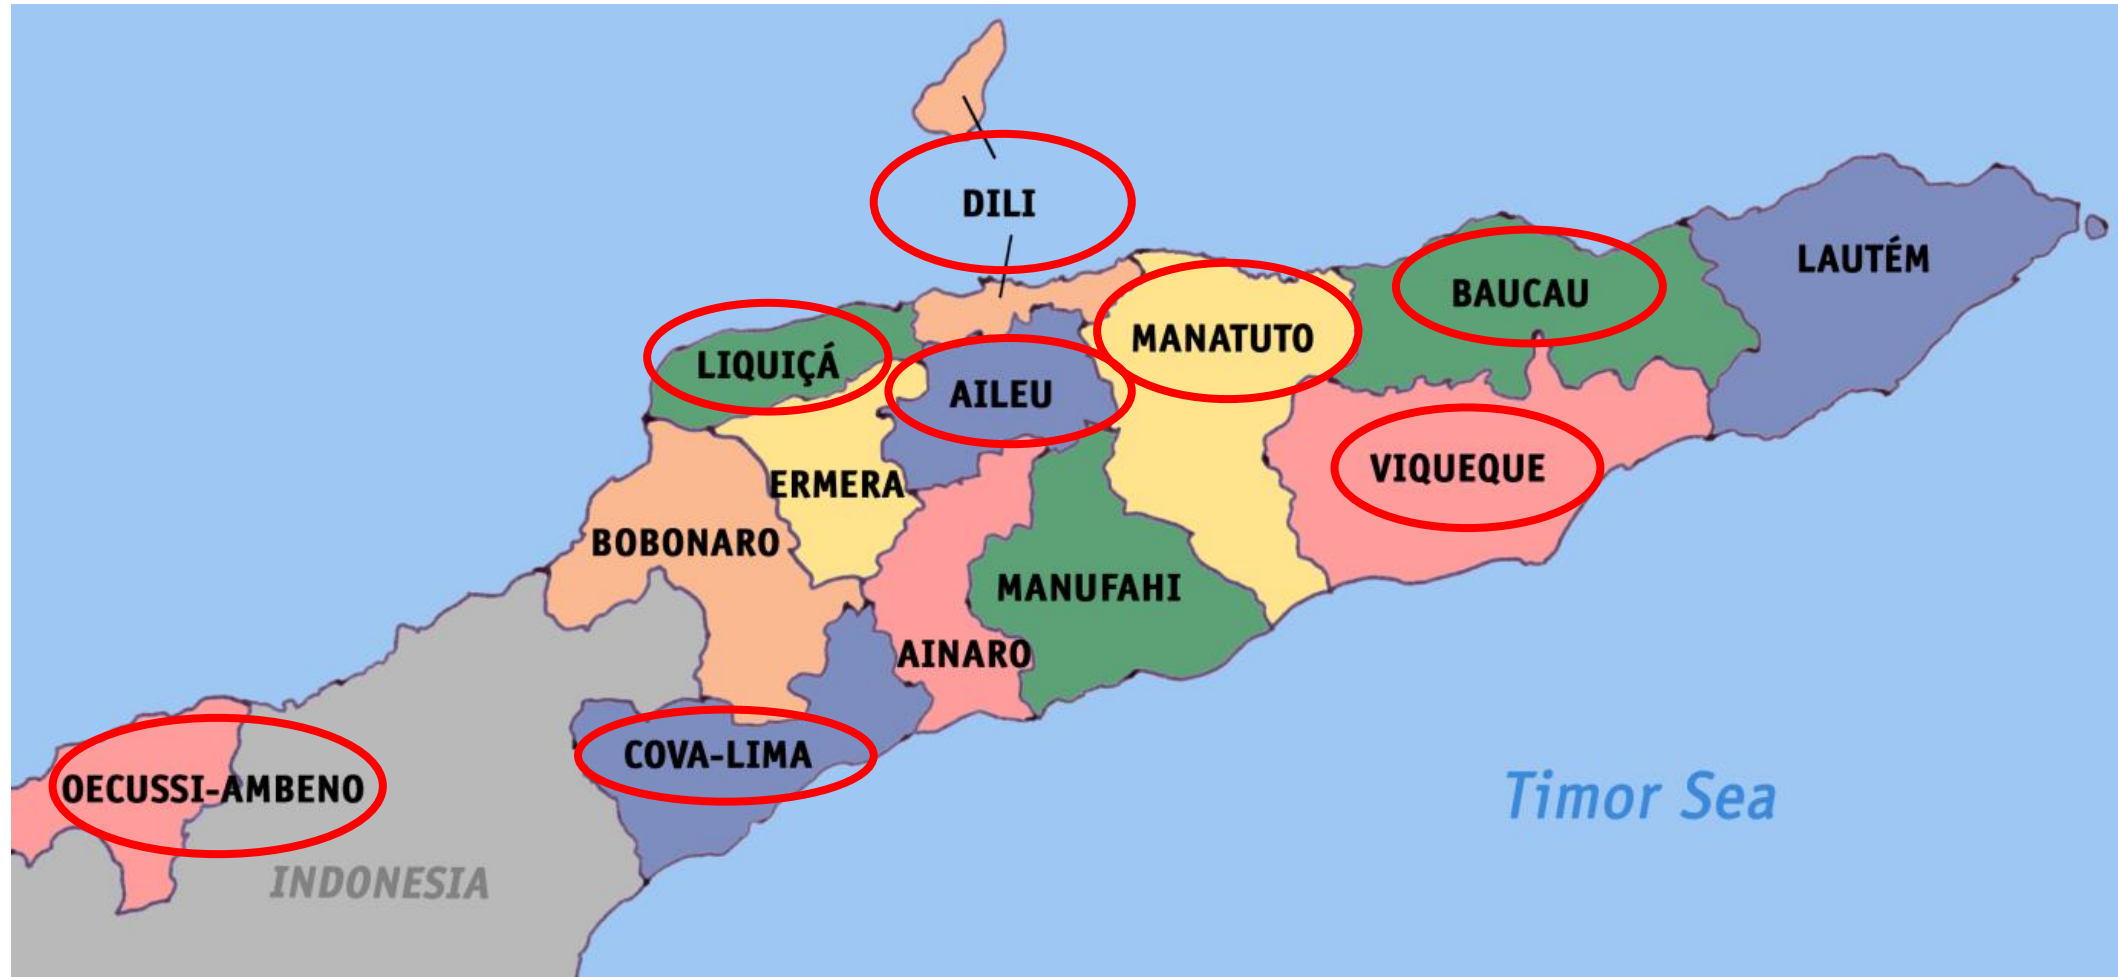 DILI
LAUTÉM
BAUCAU
MANATUTO
LIQUIÇÁ
AILEU
VIQUEQUE
ERMERA
BOBONARO
MANUFAHI
AINARO
COVA-LIMA
OECUSSI-AMBENO
Timor Sea
INDONESIA